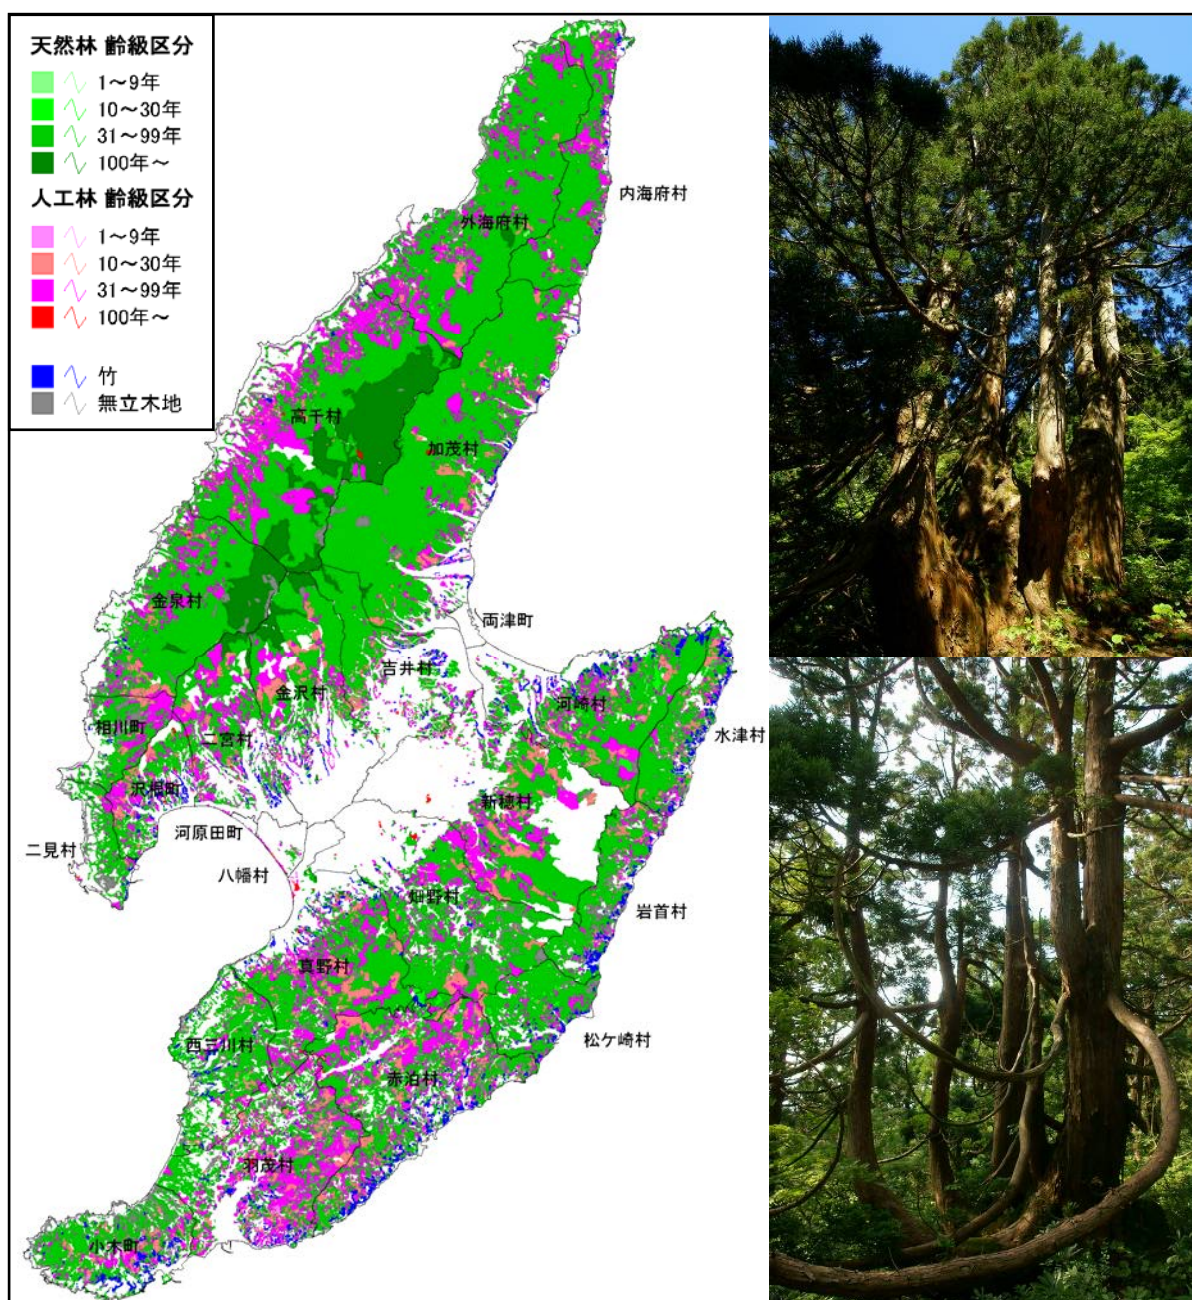 天然林 齢級区分
1～9年
10～30年
31～99年
100年～
人工林 齢級区分
1～9年
10～30年
31～99年
100年～
竹
無立木地
内海府村
外海府村
高千村
加茂村
金泉村
両津町
吉井村
金沢村
河崎村
相川町
二宮村
水津村
沢根町
新穂村
河原田町
二見村
八幡村
畑野村
岩首村
真野村
松ケ崎村
西三川村
赤泊村
羽茂村
小木町